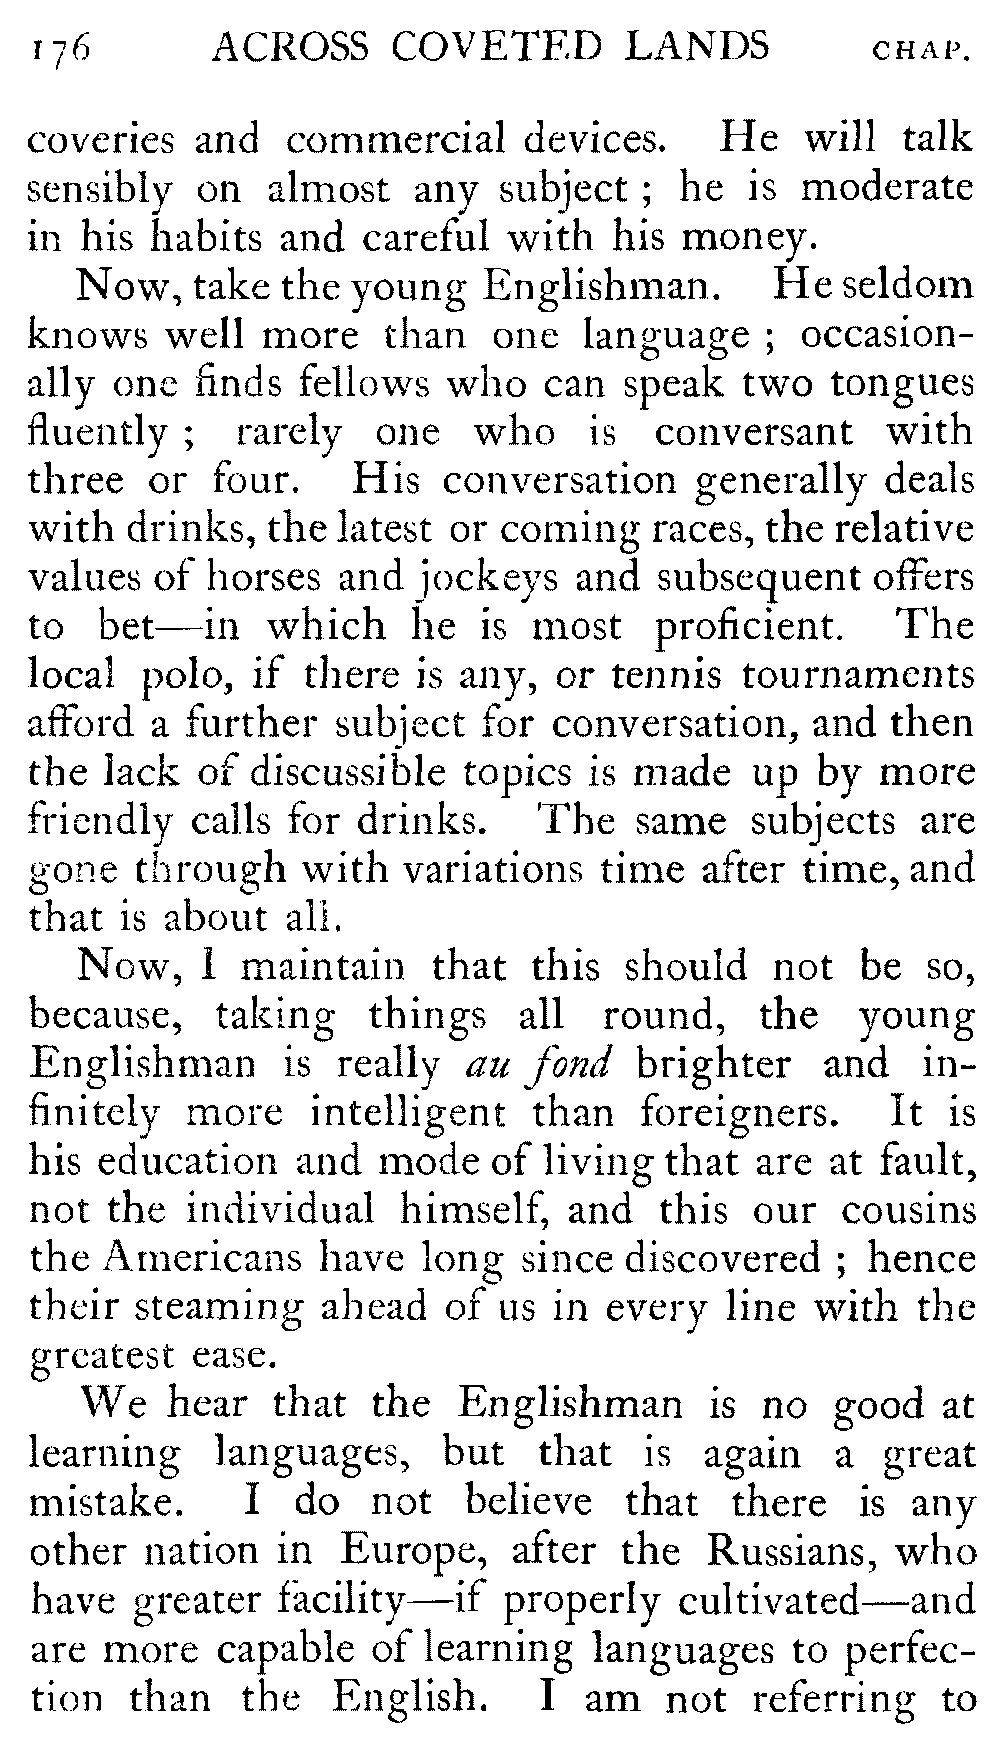 176 ACROSS COVETED LANDS CHAP.
coveries and commercial devices. He will talk
sensibly on almost any subject ; he is moderate
in his habits and careful with his money.
Now, take the young Englishman. He seldom
knows well more than one language ; occasion-
ally one finds fellows who can speak two tongues
fluently ; rarely one who is conversant with
three or four. His conversation generally deals
with drinks, the latest or coming races, the relative
values of horses and jockeys and subsequent offers
to bet—in which he is most proficient. The
local polo, if there is any, or tennis tournaments
afford a further subject for conversation, and then
the lack of discussible topics is made up by more
friendly calls for drinks. The same subjects are
gone through with variations time after time, and
that is about all.
Now, I maintain that this should not be so,
because, taking things all round, the young
Englishman is really au fond brighter and in-
finitely more intelligent than foreigners. It is
his education and mode of living that are at fault,
not the individual himself, and this our cousins
the Americans have long since discovered ; hence
their steaming ahead of us in every line with the
greatest ease.
We hear that the Englishman is no good at
learning languages, but that is again a great
mistake. I do not believe that there is any
other nation in Europe, after the Russians, who
have greater facility—if properly cultivated—and
are more capable of learning languages to perfec-
tion than the English. I am not referring to